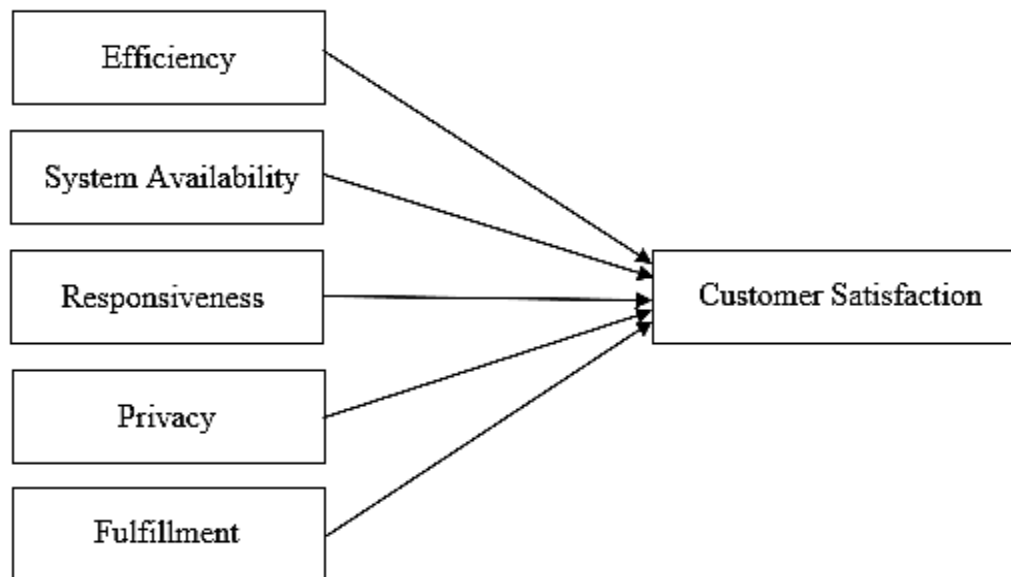 Efficiency
System Availability
Responsiveness
Customer Satisfaction
Privacy
Fulfillment